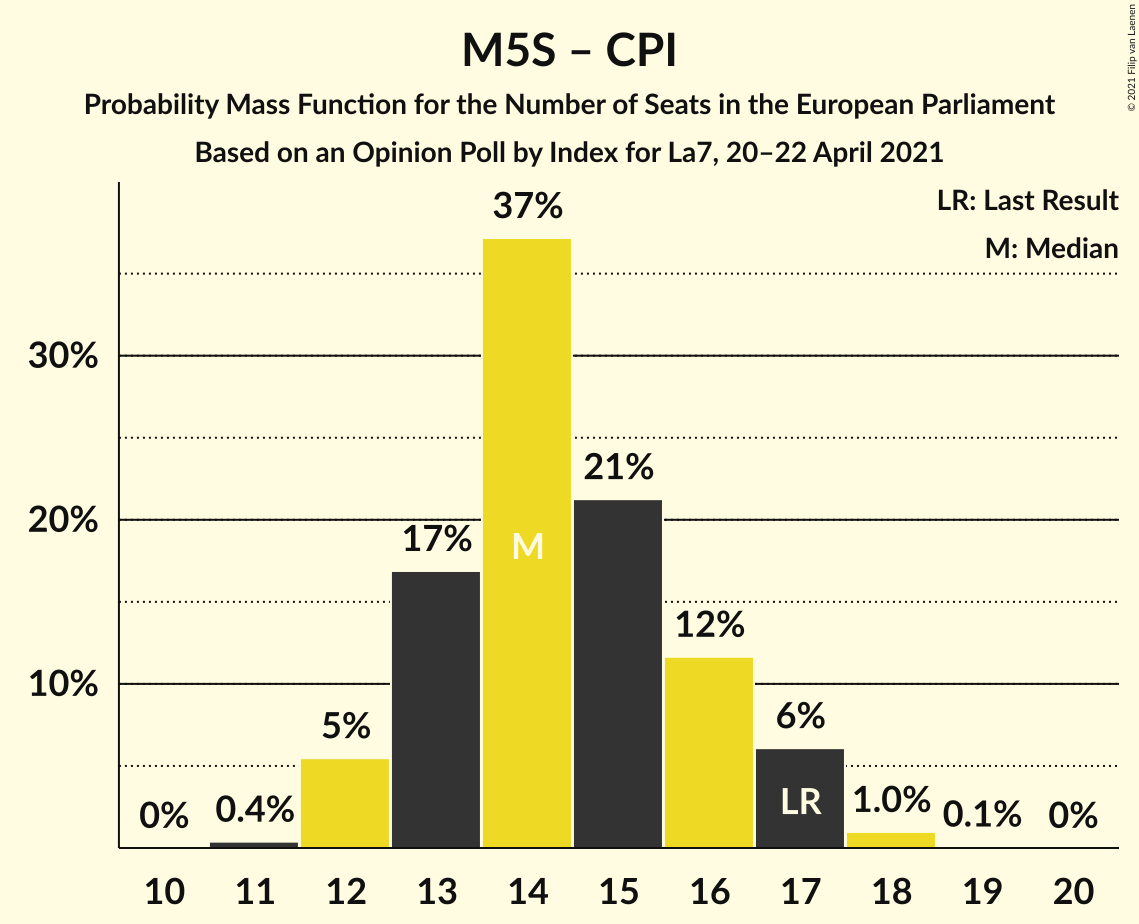 M5S – CPI
Probability Mass Function for the Number of Seats in the European Parliament
Based on an Opinion Poll by Index for La7, 20–22 April 2021
© 2021 Filip van Laenen
LR: Last Result
M: Median
30%
20%
10%
0%
0.4%
5%
17%
37%
M
21%
12%
6%
LR
1.0%
0.1%
0%
10 11 12 13 14 15 16 17 18 19 20